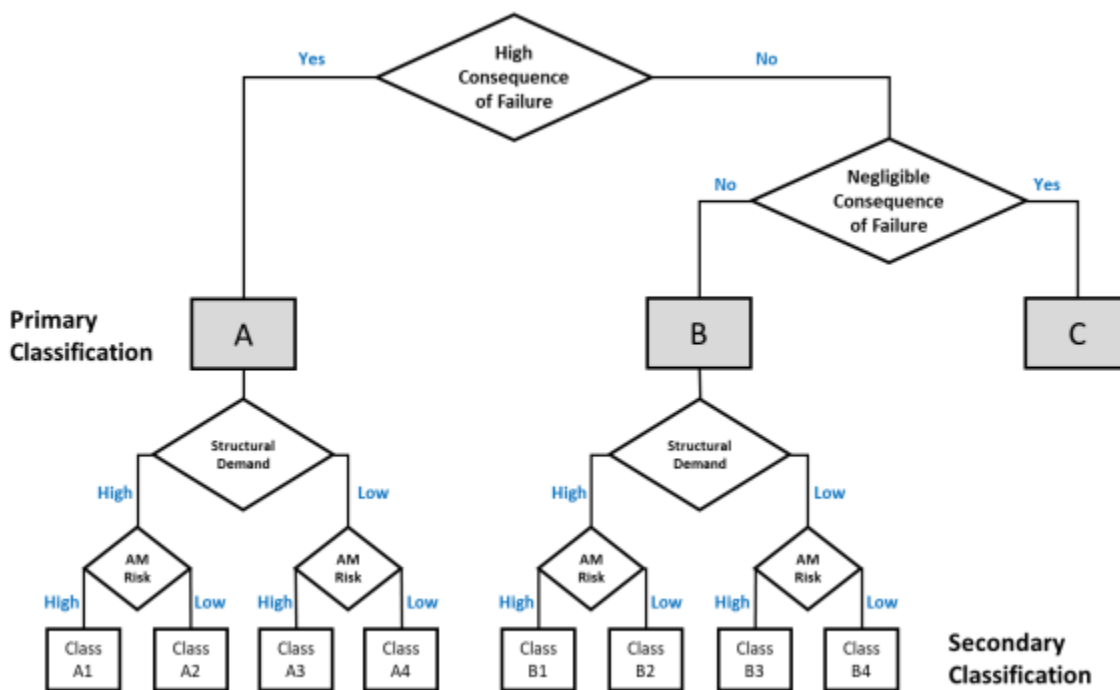 High
Consequence
of Failure
Yes
No
Negligible
Consequence
of Failure
No
Yes
Primary
Classification
A
B
C
Structural
Demand
Structural
Demand
High
Low
High
Low
AM
Risk
AM
Risk
AM
Risk
AM
Risk
High
Low
High
Low
High
Low
High
Low
Class
A1
Class
A2
Class
A3
Class
A4
Class
B1
Class
B2
Class
B3
Class
B4
Secondary
Classification